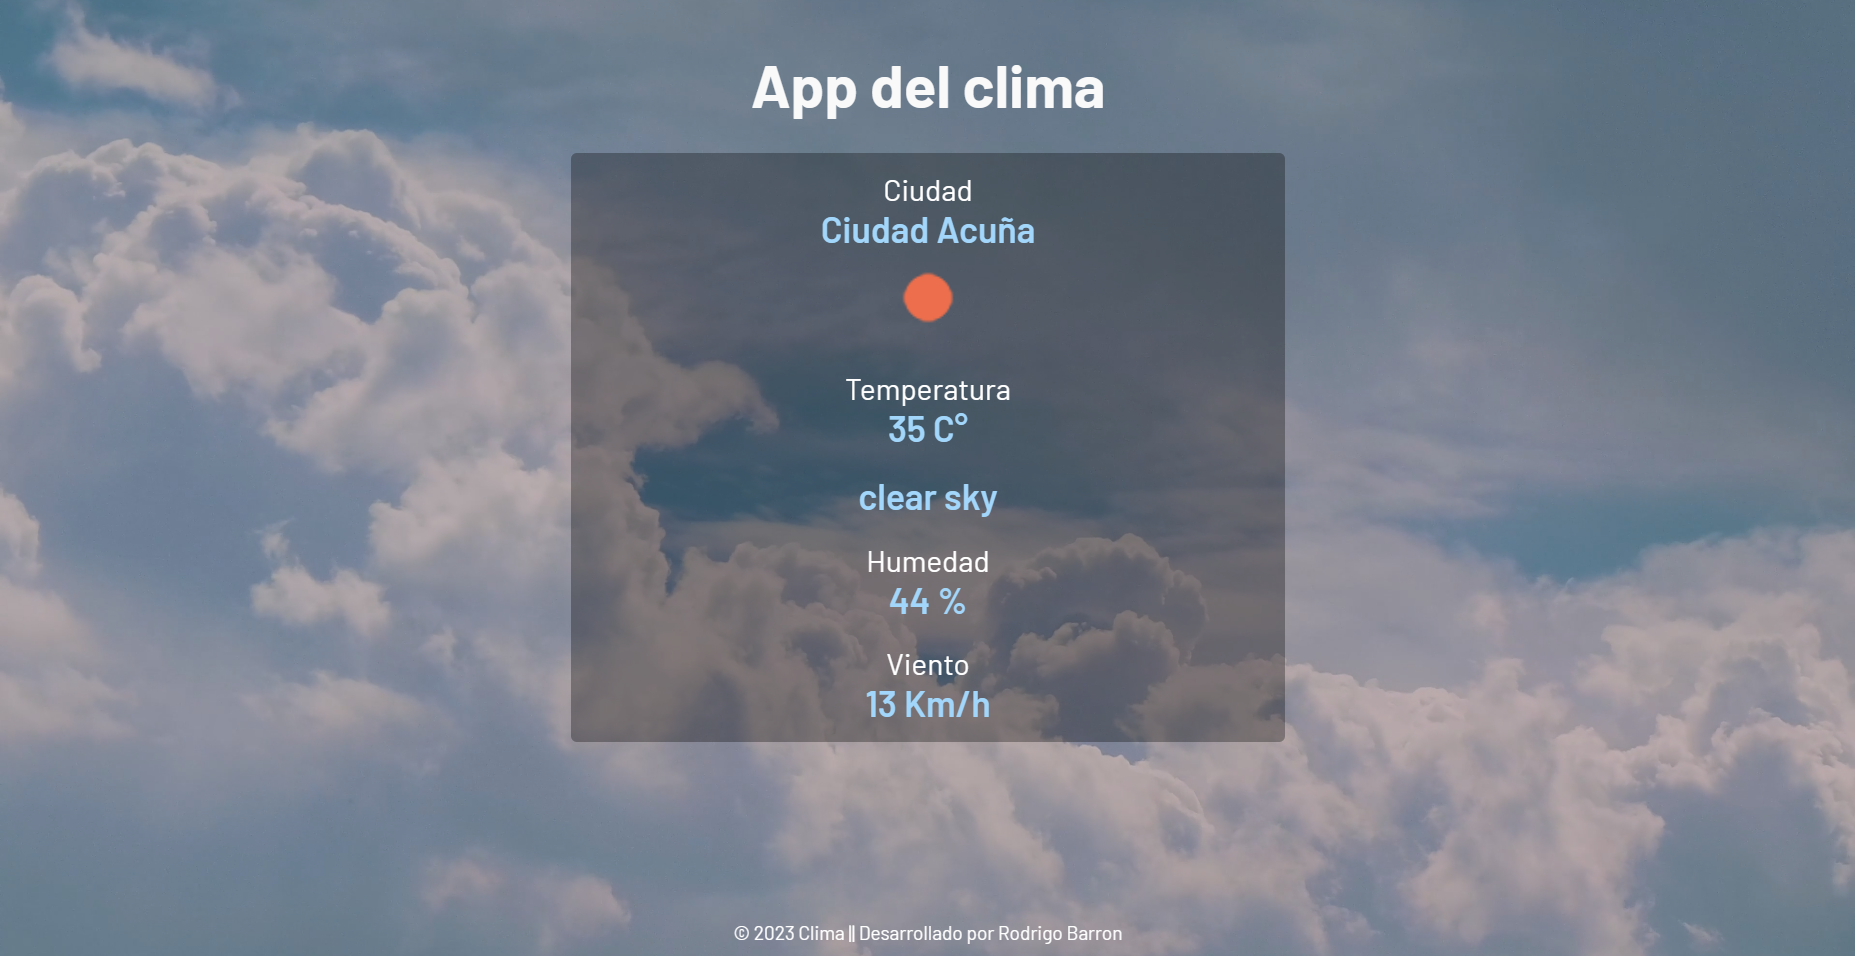 App del clima
Ciudad
Ciudad Acuña
Temperatura
35 C°
clear sky
Humedad
44 %
Viento
13 Km/h
© 2023 Clima || Desarrollado por Rodrigo Barron